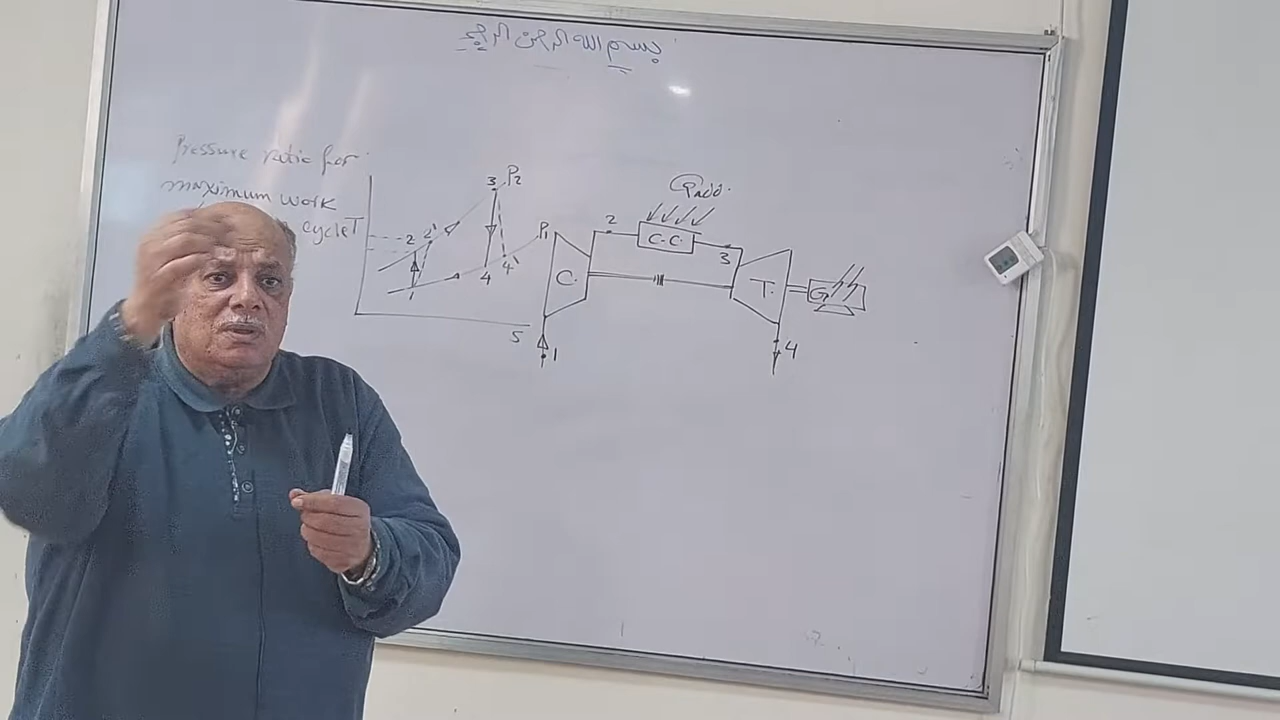 بسم الله الرحمن الرحيم
Pressure ratio for
maximum work
cycle
T
3 P2
2 2'
4 4'
1
P1
S
Qadd.
2
C.C.
3
C.
T.
G
1
4